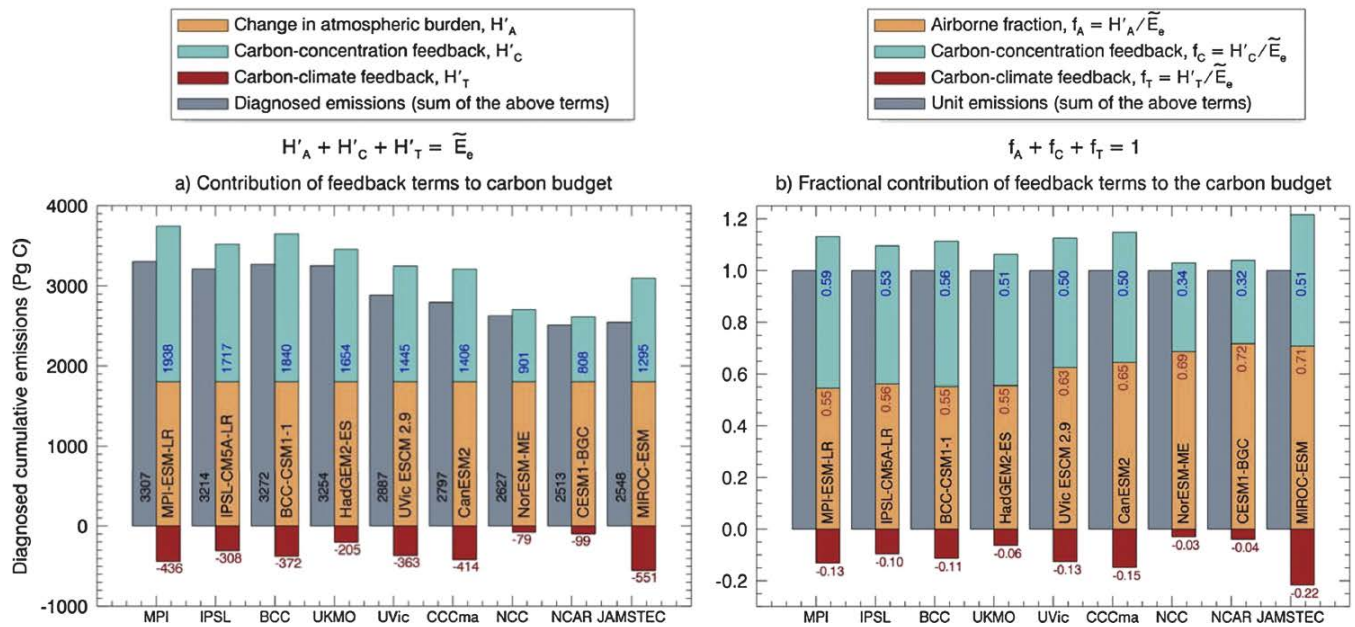 Change in atmospheric burden, H′A
Carbon-concentration feedback, H′C
Carbon-climate feedback, H′T
Diagnosed emissions (sum of the above terms)
H′A + H′C + H′T = Ẽe
a) Contribution of feedback terms to carbon budget
Diagnosed cumulative emissions (Pg C)
4000
3000
2000
1000
0
-1000
1938
1717
1840
1654
1445
1406
901
808
1295
3307
MPI-ESM-LR
3214
IPSL-CM5A-LR
3272
BCC-CSM1-1
3254
HadGEM2-ES
2887
UVic ESCM 2.9
2797
CanESM2
2627
NorESM-ME
2513
CESM1-BGC
2548
MIROC-ESM
-436
-308
-372
-205
-363
-414
-79
-99
-551
MPI IPSL BCC UKMO UVic CCCma NCC NCAR JAMSTEC
Airborne fraction, fA = H′A/Ẽe
Carbon-concentration feedback, fC = H′C/Ẽe
Carbon-climate feedback, fT = H′T/Ẽe
Unit emissions (sum of the above terms)
fA + fC + fT = 1
b) Fractional contribution of feedback terms to the carbon budget
1.2
1.0
0.8
0.6
0.4
0.2
0.0
-0.2
0.59
0.53
0.56
0.51
0.50
0.50
0.34
0.32
0.51
0.55
0.56
0.55
0.55
0.63
0.65
0.69
0.72
0.71
MPI-ESM-LR
IPSL-CM5A-LR
BCC-CSM1-1
HadGEM2-ES
UVic ESCM 2.9
CanESM2
NorESM-ME
CESM1-BGC
MIROC-ESM
-0.13
-0.10
-0.11
-0.06
-0.13
-0.15
-0.03
-0.04
-0.22
MPI IPSL BCC UKMO UVic CCCma NCC NCAR JAMSTEC